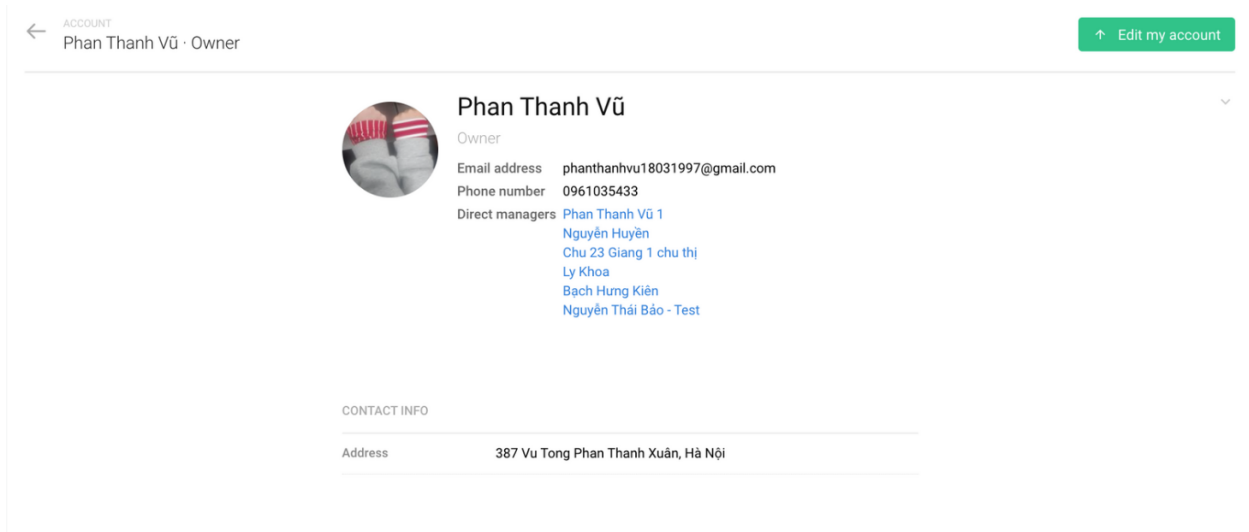 ACCOUNT
Phan Thanh Vũ · Owner
Edit my account
Phan Thanh Vũ
Owner
Email address phanthanhvu18031997@gmail.com
Phone number 0961035433
Direct managers Phan Thanh Vũ 1
Nguyễn Huyền
Chu 23 Giang 1 chu thị
Ly Khoa
Bạch Hưng Kiên
Nguyễn Thái Bảo - Test
CONTACT INFO
Address 387 Vu Tong Phan Thanh Xuân, Hà Nội